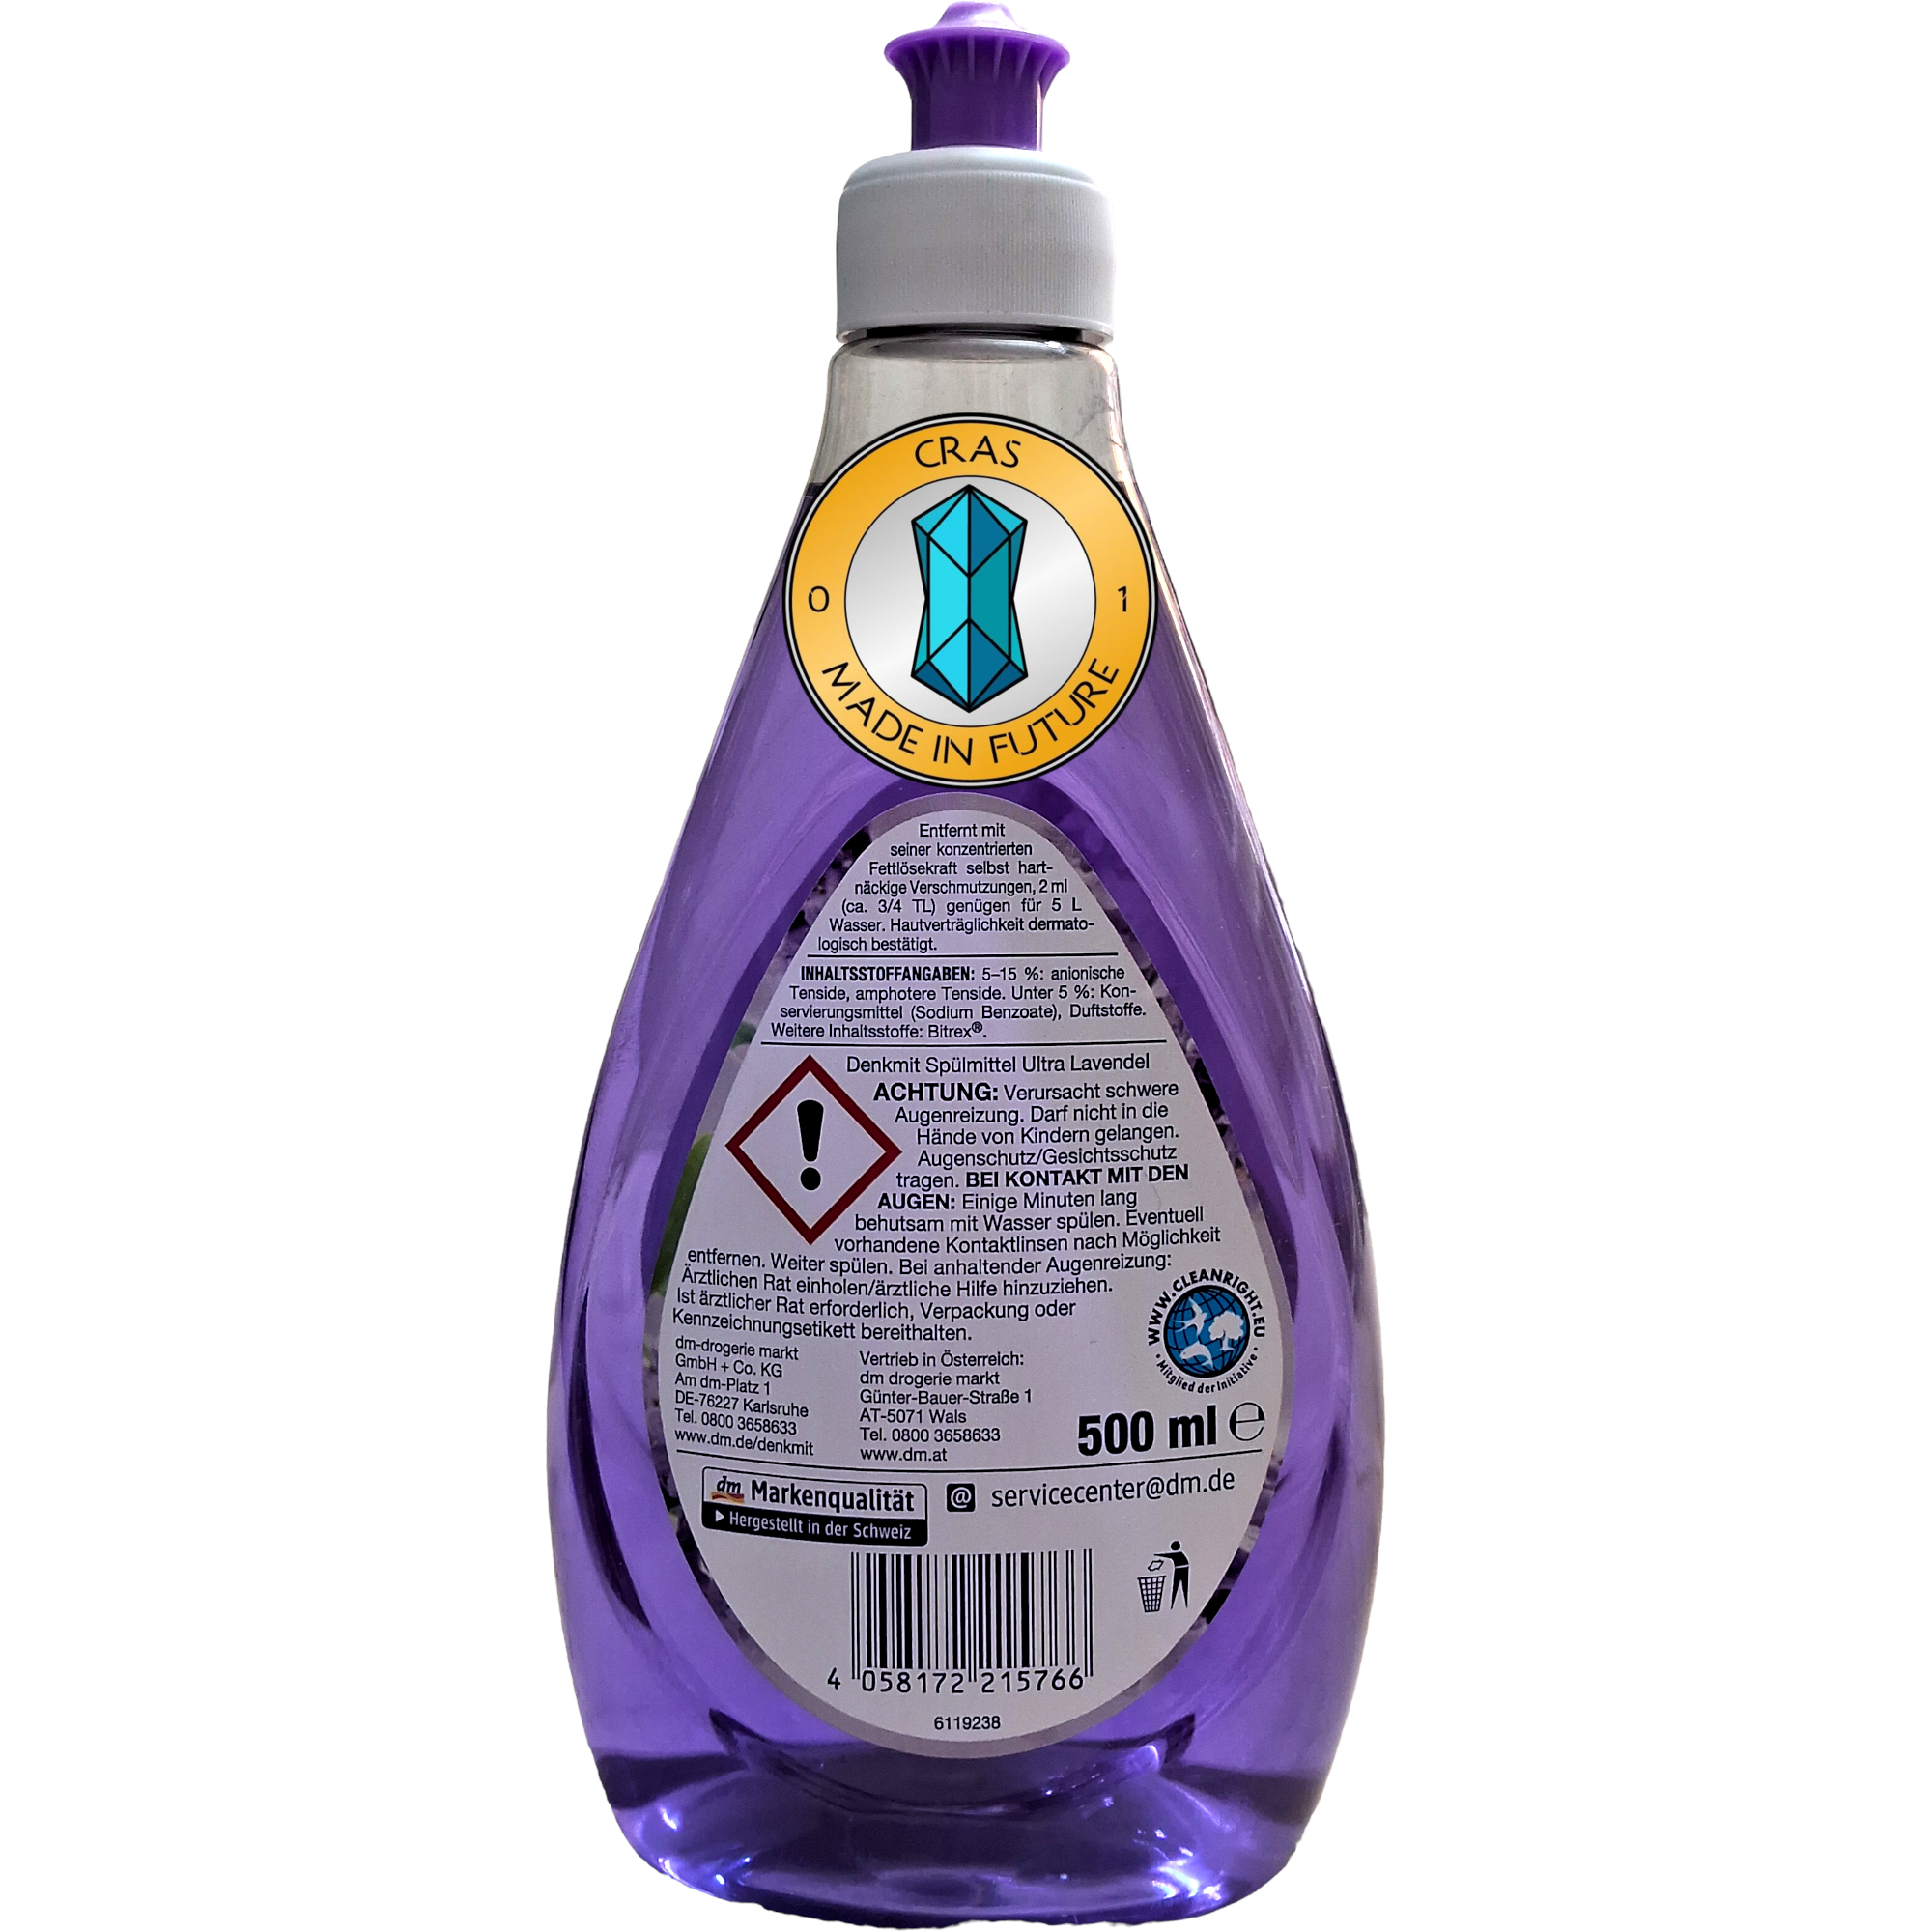 CRAS
0 1
MADE IN FUTURE
Entfernt mit
seiner konzentrierten
Fettlösekraft selbst hart-
näckige Verschmutzungen, 2 ml
(ca. 3/4 TL) genügen für 5 L
Wasser. Hautverträglichkeit dermato-
logisch bestätigt.
INHALTSSTOFFANGABEN: 5–15 %: anionische
Tenside, amphotere Tenside. Unter 5 %: Kon-
servierungsmittel (Sodium Benzoate), Duftstoffe.
Weitere Inhaltsstoffe: Bitrex®.
Denkmit Spülmittel Ultra Lavendel
ACHTUNG: Verursacht schwere
Augenreizung. Darf nicht in die
Hände von Kindern gelangen.
Augenschutz/Gesichtsschutz
tragen. BEI KONTAKT MIT DEN
AUGEN: Einige Minuten lang
behutsam mit Wasser spülen. Eventuell
vorhandene Kontaktlinsen nach Möglichkeit
entfernen. Weiter spülen. Bei anhaltender Augenreizung:
Ärztlichen Rat einholen/ärztliche Hilfe hinzuziehen.
Ist ärztlicher Rat erforderlich, Verpackung oder
Kennzeichnungsetikett bereithalten.
WWW.CLEANRIGHT.EU
• Mitglied der Initiative •
dm-drogerie markt
GmbH + Co. KG
Am dm-Platz 1
DE-76227 Karlsruhe
Tel. 0800 3658633
www.dm.de/denkmit
Vertrieb in Österreich:
dm drogerie markt
Günter-Bauer-Straße 1
AT-5071 Wals
Tel. 0800 3658633
www.dm.at
500 ml ℮
dm Markenqualität
Hergestellt in der Schweiz
@ servicecenter@dm.de
4 058172 215766
6119238